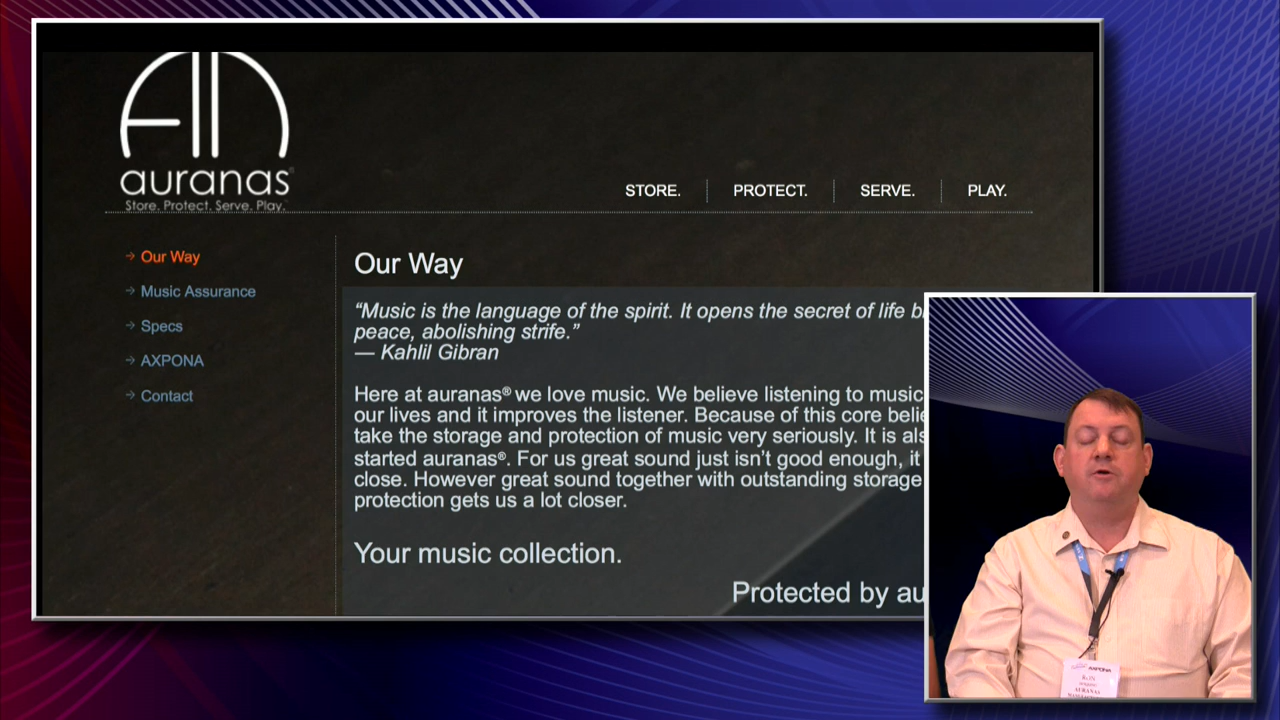 auranas
Store. Protect. Serve. Play.
STORE. PROTECT. SERVE. PLAY.
Our Way
Music Assurance
Specs
AXPONA
Contact
Our Way
“Music is the language of the spirit. It opens the secret of life
peace, abolishing strife.”
— Kahlil Gibran
Here at auranas® we love music. We believe listening to music
our lives and it improves the listener. Because of this core
take the storage and protection of music very seriously. It is
started auranas®. For us great sound just isn’t good enough, it
close. However great sound together with outstanding storage
protection gets us a lot closer.
Your music collection.
Protected by
AXPONA
AURANAS